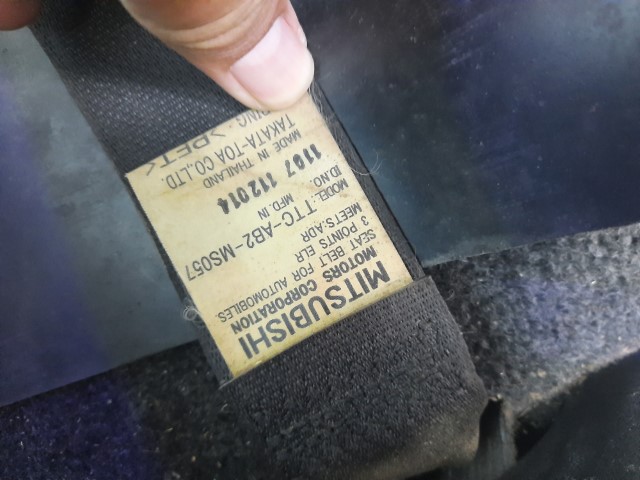 MITSUBISHI
MOTORS CORPORATION
SEAT BELT FOR AUTOMOBILES.
3 POINTS ELR
MEETS:ADR
MODEL: TTC-AB2-MS057
ID.NO. MFD.IN
1107 112014
MADE IN THAILAND
TAKATA-TOA CO.,LTD.
>PET<